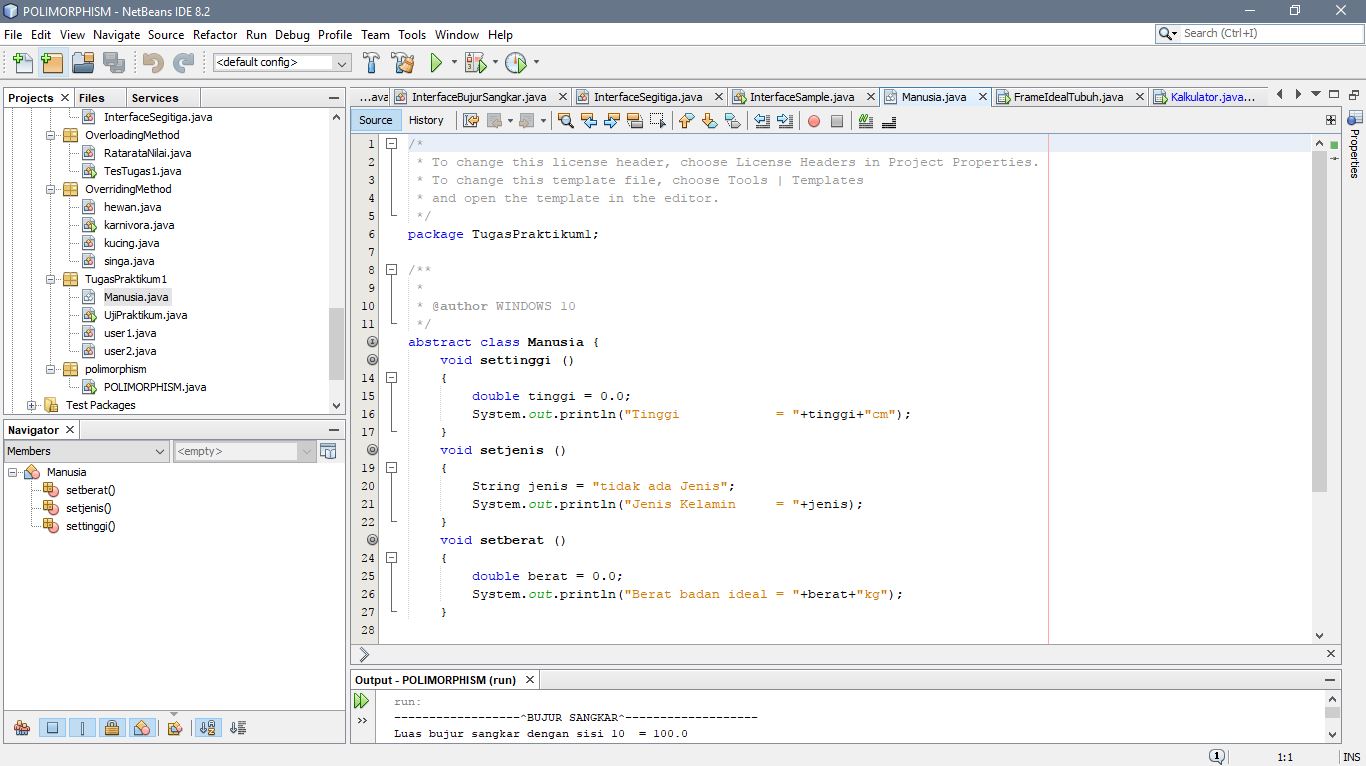 POLIMORPHISM - NetBeans IDE 8.2
File Edit View Navigate Source Refactor Run Debug Profile Team Tools Window Help
Search (Ctrl+I)
<default config>
Projects Files Services
InterfaceSegitiga.java
OverloadingMethod
RatarataNilai.java
TesTugas1.java
OverridingMethod
hewan.java
karnivora.java
kucing.java
singa.java
TugasPraktikum1
Manusia.java
UjiPraktikum.java
user1.java
user2.java
polimorphism
POLIMORPHISM.java
Test Packages
Navigator
Members <empty>
Manusia
setberat()
setjenis()
settinggi()
...ava InterfaceBujurSangkar.java InterfaceSegitiga.java InterfaceSample.java Manusia.java FrameIdealTubuh.java Kalkulator.java...
Source History
1 /*
2 * To change this license header, choose License Headers in Project Properties.
3 * To change this template file, choose Tools | Templates
4 * and open the template in the editor.
5 */
6 package TugasPraktikum1;
7
8 /**
9 *
10 * @author WINDOWS 10
11 */
abstract class Manusia {
void settinggi ()
14 {
15 double tinggi = 0.0;
16 System.out.println("Tinggi            = "+tinggi+"cm");
17 }
void setjenis ()
19 {
20 String jenis = "tidak ada Jenis";
21 System.out.println("Jenis Kelamin     = "+jenis);
22 }
void setberat ()
24 {
25 double berat = 0.0;
26 System.out.println("Berat badan ideal = "+berat+"kg");
27 }
28
Properties
Output - POLIMORPHISM (run)
run:
------------------^BUJUR SANGKAR^-------------------
Luas bujur sangkar dengan sisi 10  = 100.0
1 1:1 INS